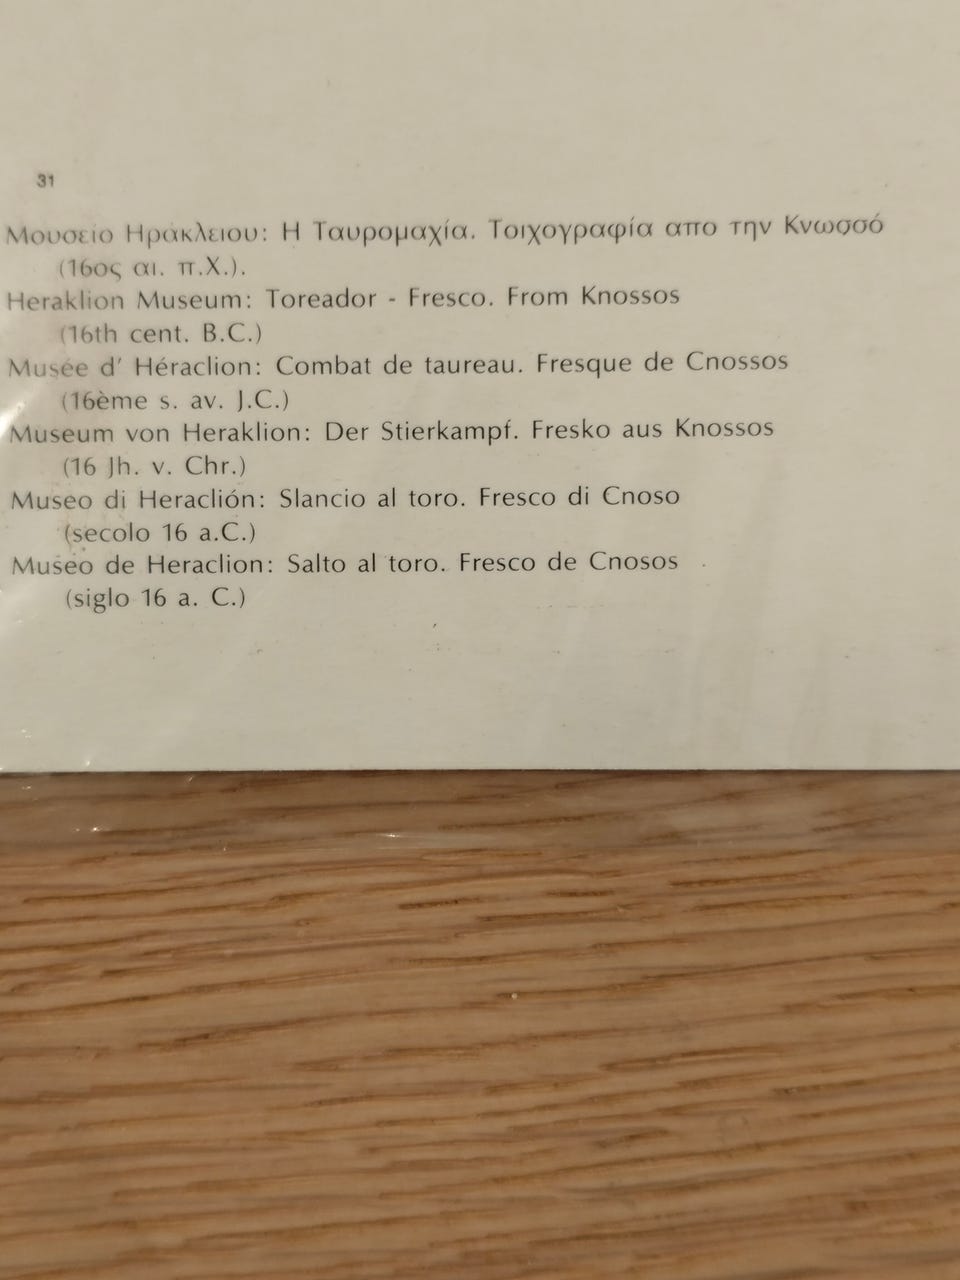 31
Μουσείο Ηρακλειου: Η Ταυρομαχία. Τοιχογραφία απο την Κνωσσό
(16ος αι. π.Χ.).
Heraklion Museum: Toreador - Fresco. From Knossos
(16th cent. B.C.)
Musée d' Héraclion: Combat de taureau. Fresque de Cnossos
(16ème s. av. J.C.)
Museum von Heraklion: Der Stierkampf. Fresko aus Knossos
(16 Jh. v. Chr.)
Museo di Heraclión: Slancio al toro. Fresco di Cnoso
(secolo 16 a.C.)
Museo de Heraclion: Salto al toro. Fresco de Cnosos
(siglo 16 a. C.)